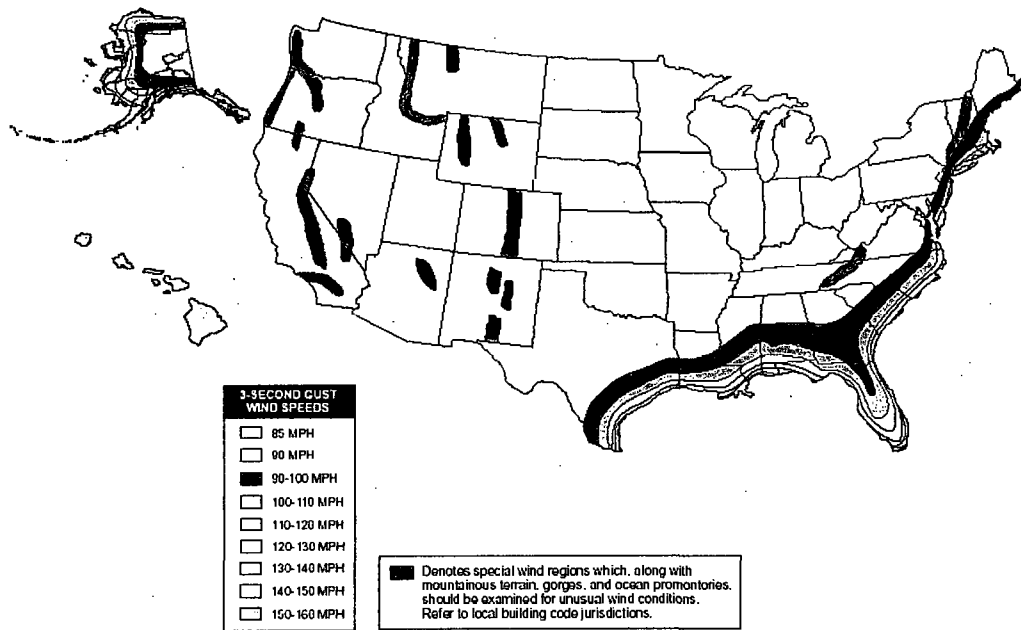 3-SECOND GUST
WIND SPEEDS
85 MPH
90 MPH
90-100 MPH
100-110 MPH
110-120 MPH
120-130 MPH
130-140 MPH
140-150 MPH
150-160 MPH
Denotes special wind regions which, along with
mountainous terrain, gorges, and ocean promontories,
should be examined for unusual wind conditions.
Refer to local building code jurisdictions.